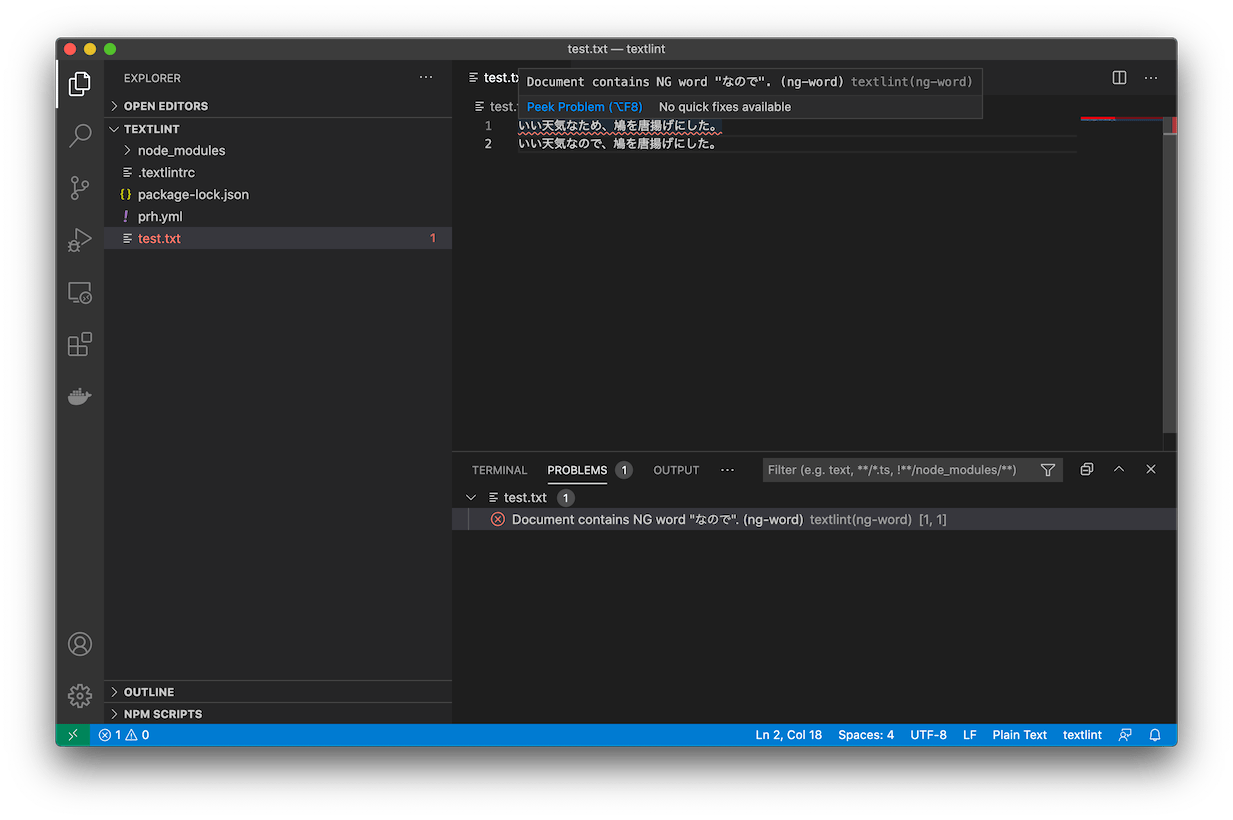 test.txt — textlint
EXPLORER
OPEN EDITORS
TEXTLINT
node_modules
.textlintrc
{} package-lock.json
! prh.yml
test.txt 1
OUTLINE
NPM SCRIPTS
Document contains NG word "なので". (ng-word) textlint(ng-word)
Peek Problem (⌥F8) No quick fixes available
1 いい天気なため、鳩を唐揚げにした。
2 いい天気なので、鳩を唐揚げにした。
TERMINAL PROBLEMS 1 OUTPUT ...
Filter (e.g. text, **/*.ts, !**/node_modules/**)
test.txt 1
Document contains NG word "なので". (ng-word) textlint(ng-word) [1, 1]
1 0 Ln 2, Col 18 Spaces: 4 UTF-8 LF Plain Text textlint